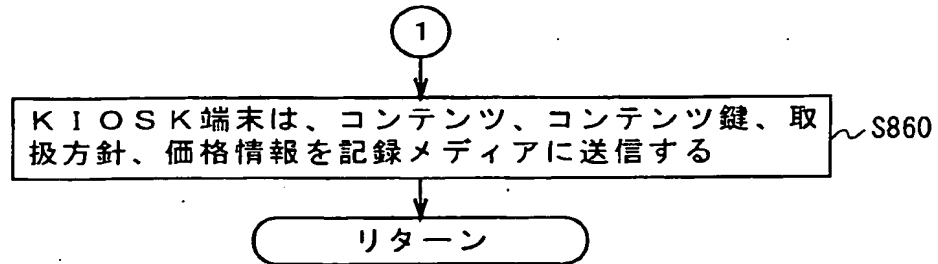 1
ＫＩＯＳＫ端末は、コンテンツ、コンテンツ鍵、取
扱方針、価格情報を記録メディアに送信する
S860
リターン